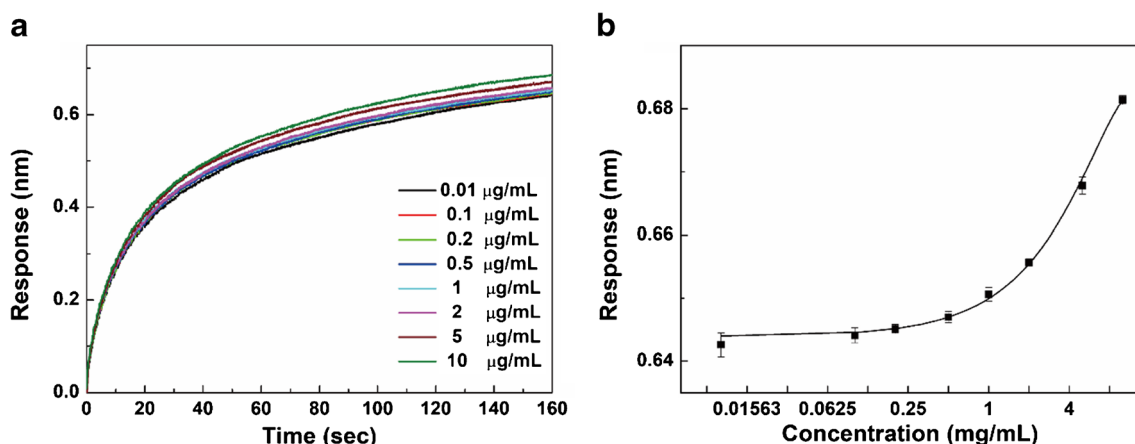 a
Response (nm)
0.6
0.4
0.2
0.0
0.01 μg/mL
0.1 μg/mL
0.2 μg/mL
0.5 μg/mL
1 μg/mL
2 μg/mL
5 μg/mL
10 μg/mL
0 20 40 60 80 100 120 140 160
Time (sec)
b
Response (nm)
0.68
0.66
0.64
0.01563 0.0625 0.25 1 4
Concentration (mg/mL)